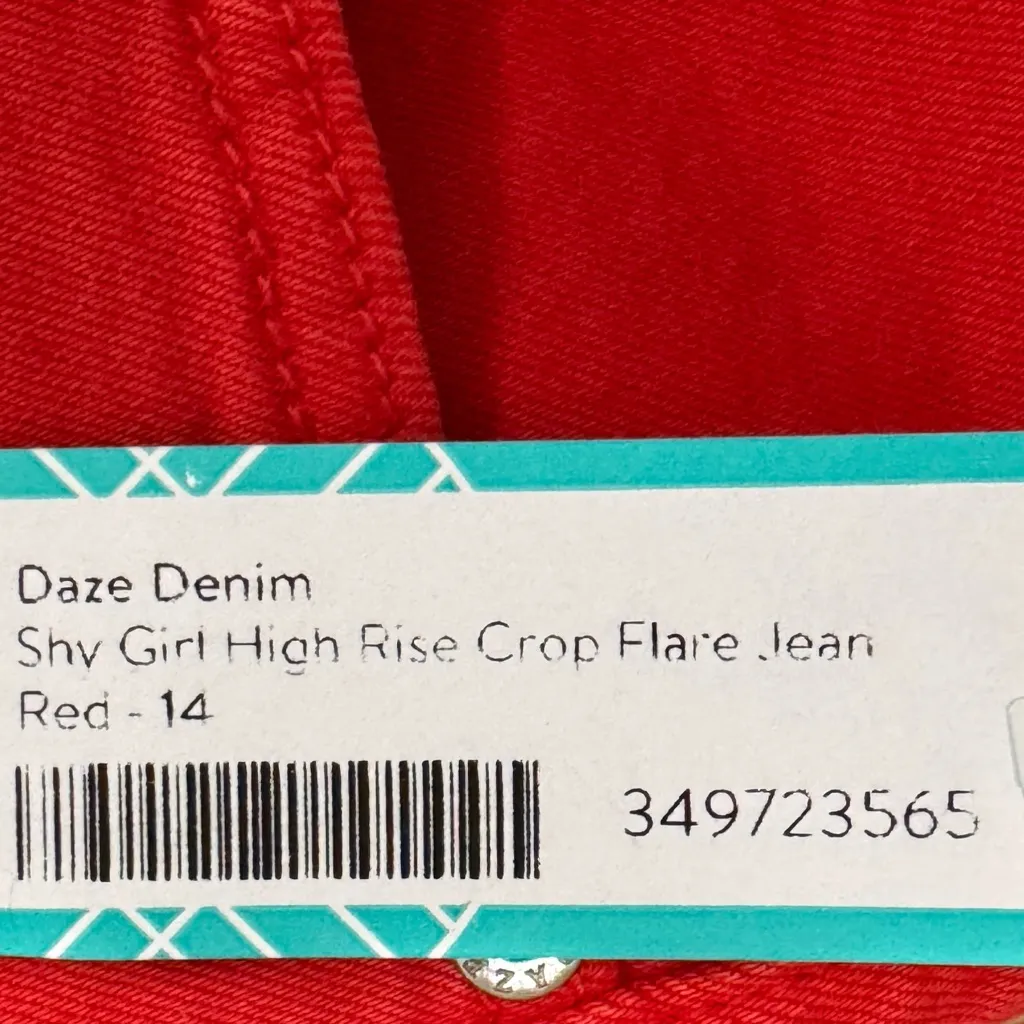 Daze Denim
Shy Girl High Rise Crop Flare Jean
Red - 14
349723565